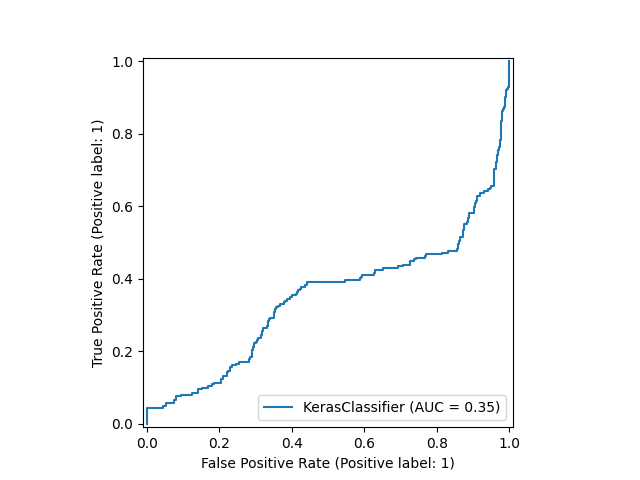 1.0
0.8
0.6
0.4
0.2
0.0
True Positive Rate (Positive label: 1)
KerasClassifier (AUC = 0.35)
0.0 0.2 0.4 0.6 0.8 1.0
False Positive Rate (Positive label: 1)